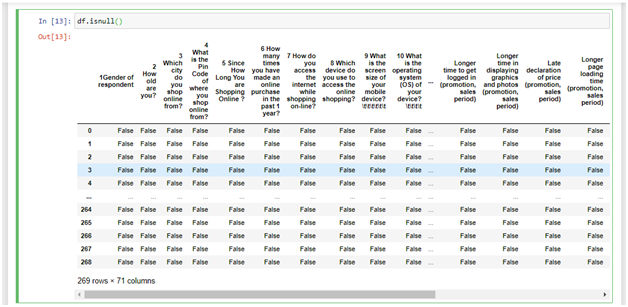 In [13]: df.isnull()
Out[13]:
1Gender of
respondent
2
How
old
are
you?
3
Which
city
do
you
shop
online
from?
4
What
is the
Pin
Code
of
where
you
shop
online
from?
5 Since
How
Long You
are
Shopping
Online ?
6 How
many
times
you have
made an
online
purchase
in the
past 1
year?
7 How do
you
access
the
internet
while
shopping
on-line?
8 Which
device do
you use to
access the
online
shopping?
9 What
is the
screen
size of
your
mobile
device?
10 What
is the
operating
system
(OS) of
your
device?
...
Longer
time to get
logged in
(promotion,
sales
period)
Longer
time in
displaying
graphics
and photos
(promotion,
sales
period)
Late
declaration
of price
(promotion,
sales
period)
Longer
page
loading
time
(promotion,
sales
period)
0 False False False False False False False False False False ... False False False False
1 False False False False False False False False False False ... False False False False
2 False False False False False False False False False False ... False False False False
3 False False False False False False False False False False ... False False False False
4 False False False False False False False False False False ... False False False False
... ... ... ... ... ... ... ... ... ... ... ... ... ... ... ...
264 False False False False False False False False False False ... False False False False
265 False False False False False False False False False False ... False False False False
266 False False False False False False False False False False ... False False False False
267 False False False False False False False False False False ... False False False False
268 False False False False False False False False False False ... False False False False
269 rows × 71 columns